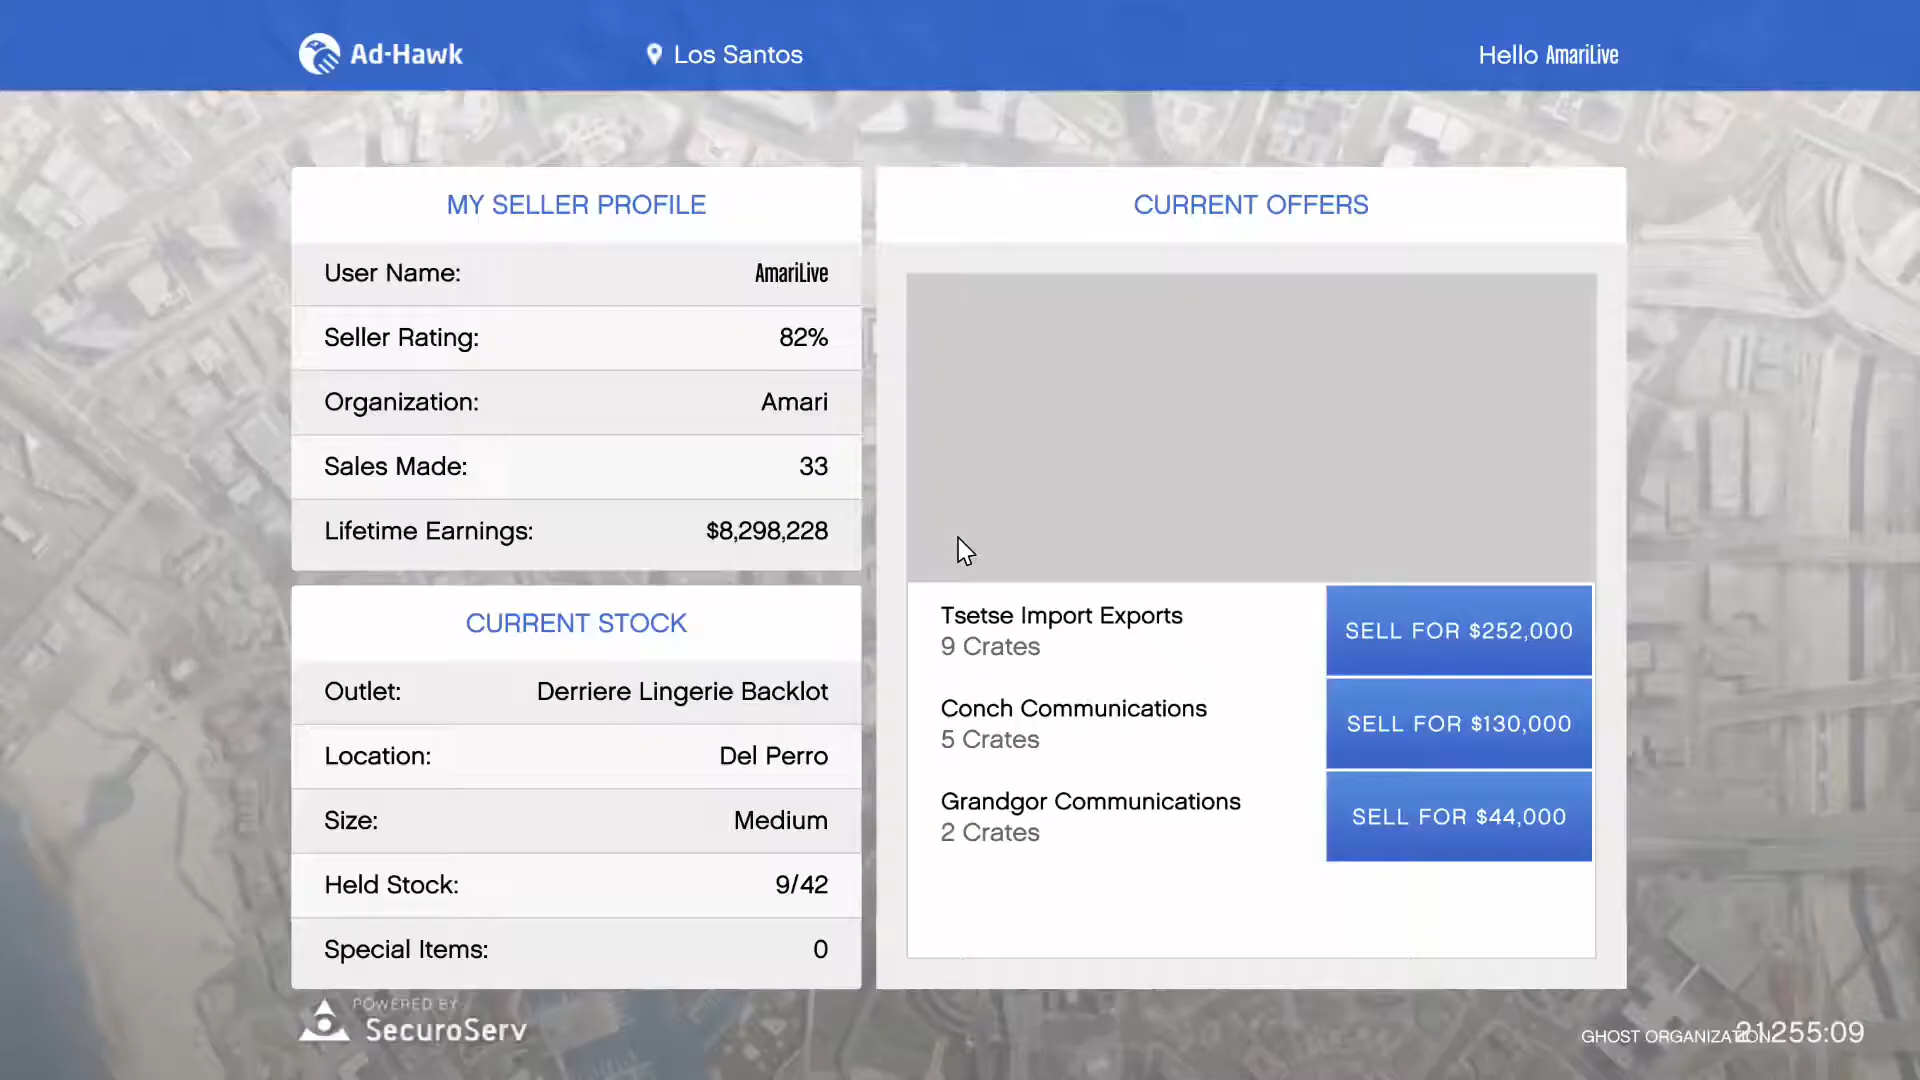 Ad-Hawk
Los Santos
Hello AmariLive
MY SELLER PROFILE
User Name: AmariLive
Seller Rating: 82%
Organization: Amari
Sales Made: 33
Lifetime Earnings: $8,298,228
CURRENT STOCK
Outlet: Derriere Lingerie Backlot
Location: Del Perro
Size: Medium
Held Stock: 9/42
Special Items: 0
CURRENT OFFERS
Tsetse Import Exports
9 Crates
SELL FOR $252,000
Conch Communications
5 Crates
SELL FOR $130,000
Grandgor Communications
2 Crates
SELL FOR $44,000
POWERED BY
SecuroServ
GHOST ORGANIZATION